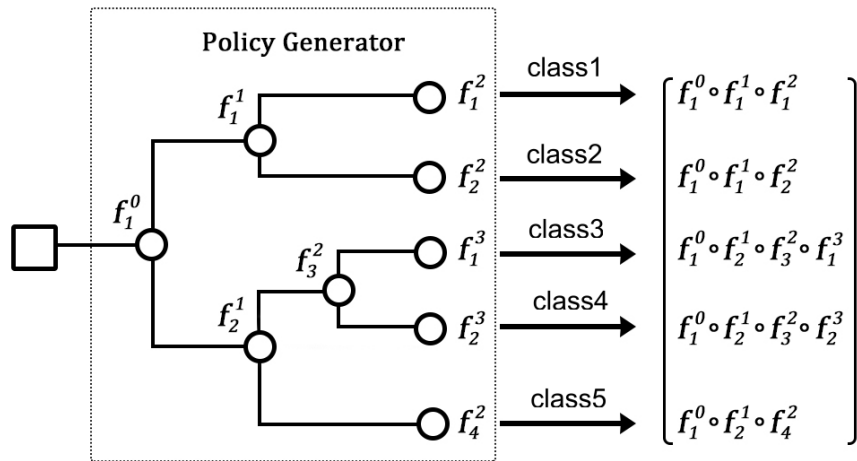 Policy Generator
f_1^0
f_1^1
f_2^1
f_3^2
f_1^2 class1 f_1^0∘f_1^1∘f_1^2
f_2^2 class2 f_1^0∘f_1^1∘f_2^2
f_1^3 class3 f_1^0∘f_2^1∘f_3^2∘f_1^3
f_2^3 class4 f_1^0∘f_2^1∘f_3^2∘f_2^3
f_4^2 class5 f_1^0∘f_2^1∘f_4^2